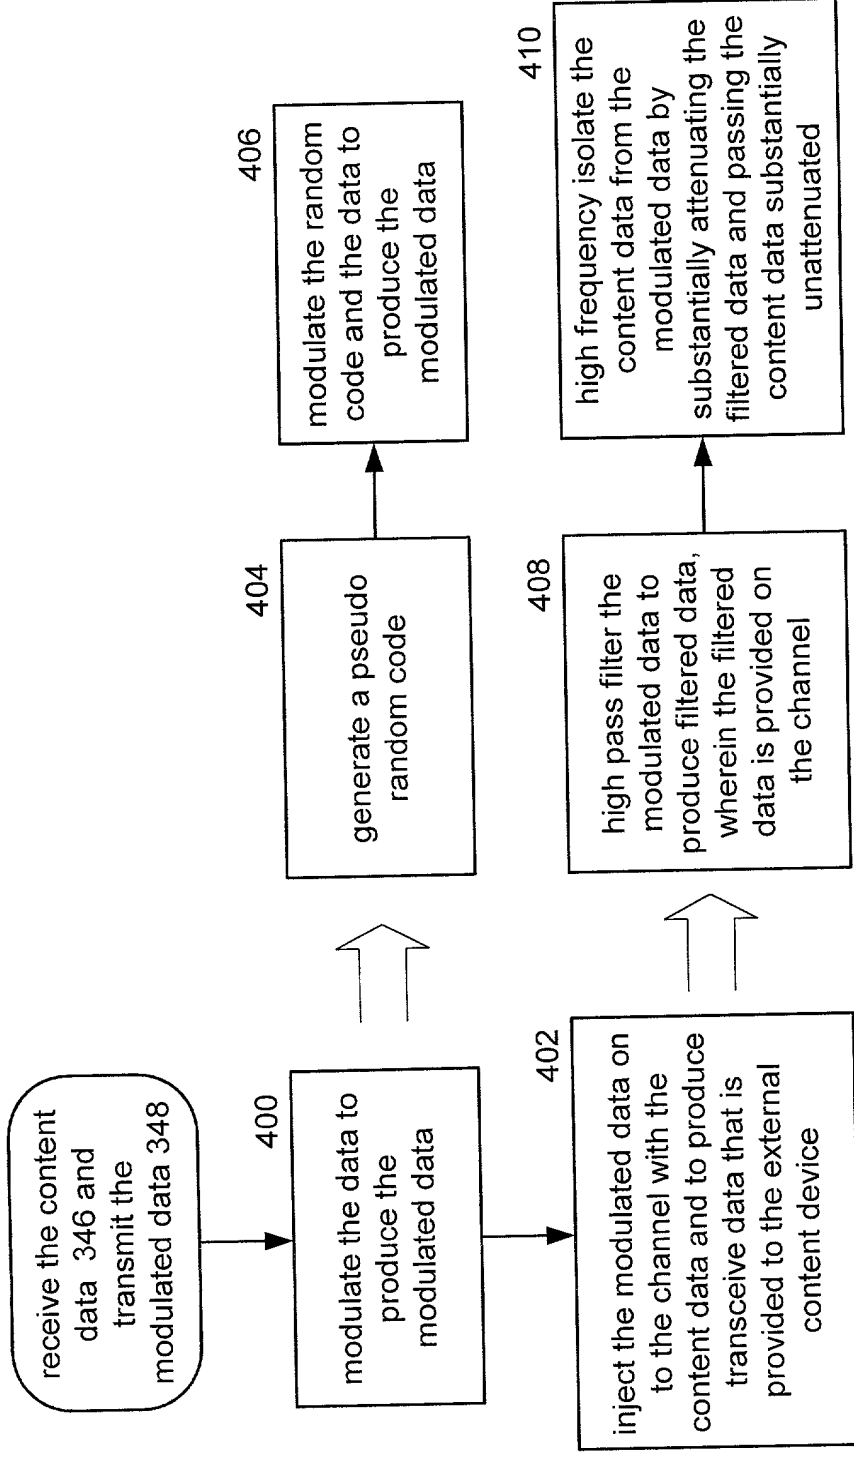 receive the content
data 346 and
transmit the
modulated data 348
400
modulate the data to
produce the
modulated data
404
generate a pseudo
random code
406
modulate the random
code and the data to
produce the
modulated data
402
inject the modulated data on
to the channel with the
content data and to produce
transceive data that is
provided to the external
content device
408
high pass filter the
modulated data to
produce filtered data,
wherein the filtered
data is provided on
the channel
410
high frequency isolate the
content data from the
modulated data by
substantially attenuating the
filtered data and passing the
content data substantially
unattenuated